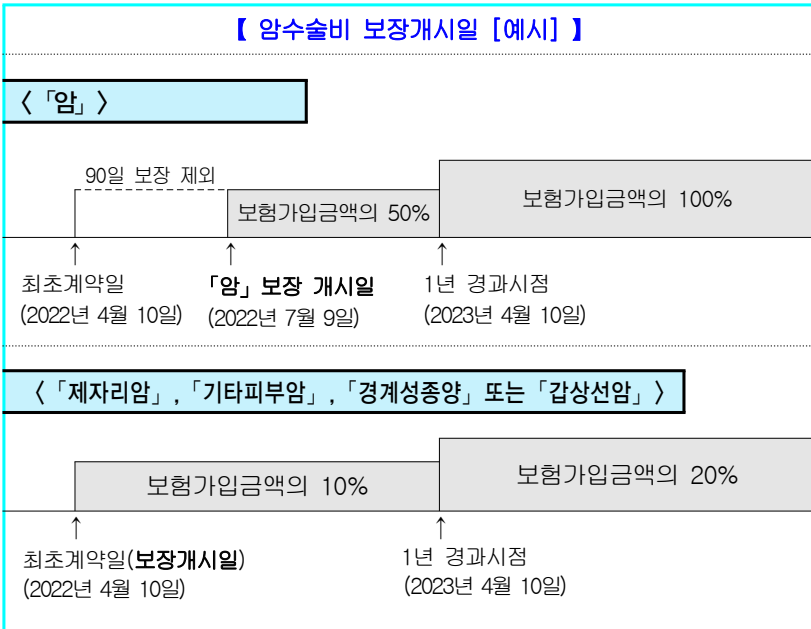 【 암수술비 보장개시일 [예시] 】
〈「암」〉
90일 보장 제외
보험가입금액의 50%
보험가입금액의 100%
↑ ↑ ↑
최초계약일 「암」보장 개시일 1년 경과시점
(2022년 4월 10일) (2022년 7월 9일) (2023년 4월 10일)
〈「제자리암」, 「기타피부암」, 「경계성종양」 또는 「갑상선암」〉
보험가입금액의 10%
보험가입금액의 20%
↑ ↑
최초계약일(보장개시일) 1년 경과시점
(2022년 4월 10일) (2023년 4월 10일)